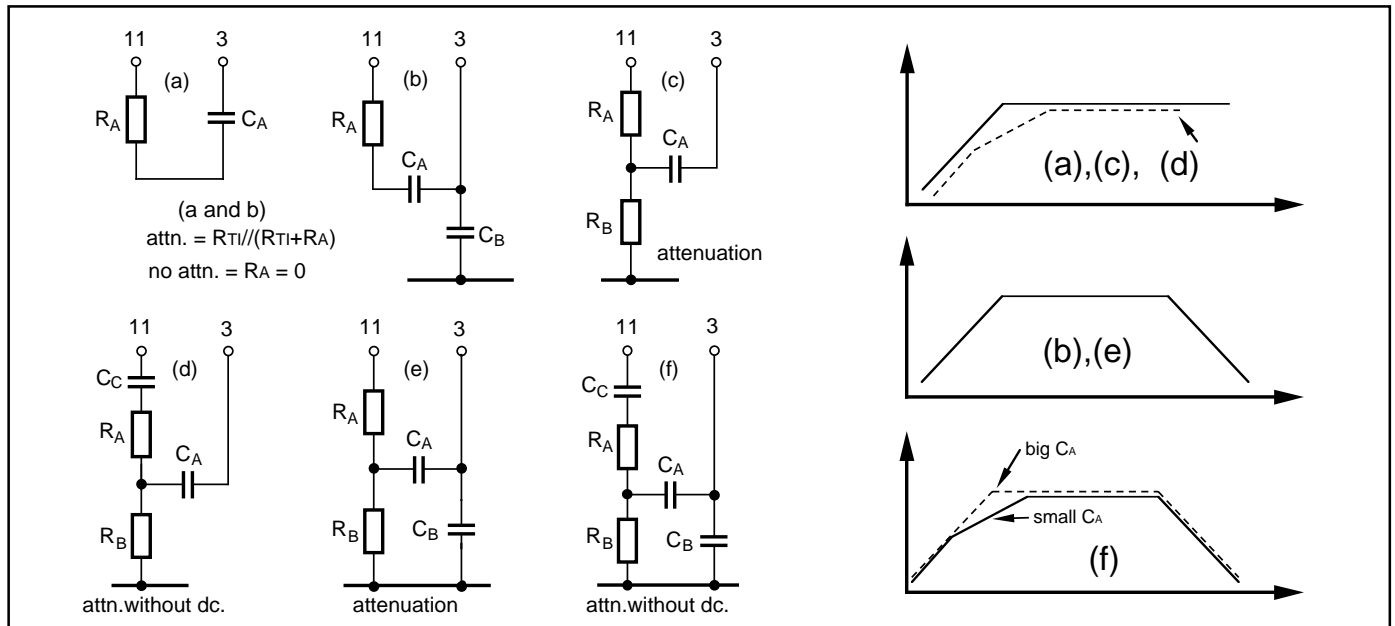 11 3
(a)
RA CA
(a and b)
attn. = RTI//(RTI+RA)
no attn. = RA = 0
11 3
(b)
RA
CA
CB
11 3
(c)
RA
CA
RB
attenuation
(a),(c), (d)
(b),(e)
11 3
(d)
CC
RA
CA
RB
attn.without dc.
11 3
(e)
RA
CA
RB CB
attenuation
11 3
(f)
CC
RA
CA
RB CB
attn.without dc.
big CA
small CA
(f)